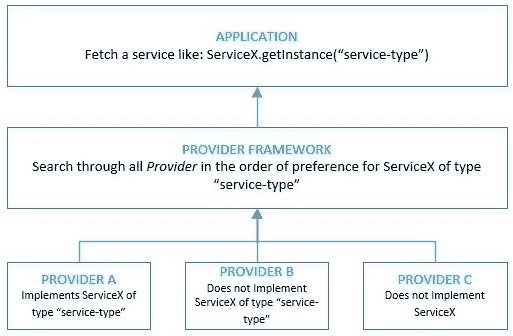 APPLICATION
Fetch a service like: ServiceX.getInstance(“service-type”)
PROVIDER FRAMEWORK
Search through all Provider in the order of preference for ServiceX of type
“service-type”
PROVIDER A
Implements ServiceX of
type “service-type”
PROVIDER B
Does not Implement
ServiceX of type “service-
type”
PROVIDER C
Does not Implement
ServiceX